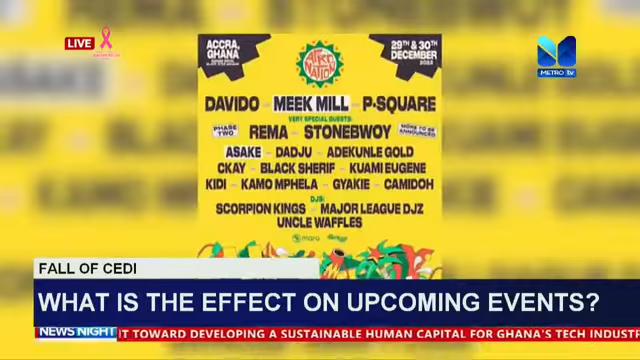 LIVE
ACCRA,
GHANA
AFRO
NATION
29TH & 30TH
DECEMBER
2022
METRO tv
DAVIDO – MEEK MILL – P-SQUARE
VERY SPECIAL GUESTS:
PHASE
TWO
REMA – STONEBWOY
MORE TO BE
ANNOUNCED
ASAKE – DADJU – ADEKUNLE GOLD
CKAY – BLACK SHERIF – KUAMI EUGENE
KIDI – KAMO MPHELA – GYAKIE – CAMIDOH
DJS:
SCORPION KINGS – MAJOR LEAGUE DJZ
UNCLE WAFFLES
FALL OF CEDI
WHAT IS THE EFFECT ON UPCOMING EVENTS?
NEWS NIGHT
IT TOWARD DEVELOPING A SUSTAINABLE HUMAN CAPITAL FOR GHANA'S TECH INDUSTR